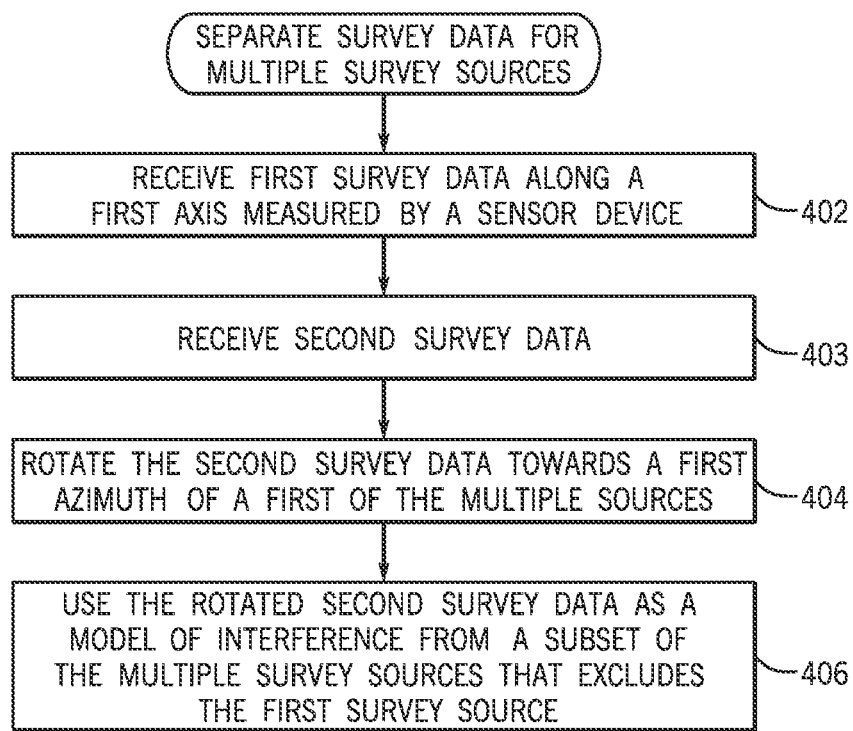 SEPARATE SURVEY DATA FOR
MULTIPLE SURVEY SOURCES
RECEIVE FIRST SURVEY DATA ALONG A
FIRST AXIS MEASURED BY A SENSOR DEVICE
402
RECEIVE SECOND SURVEY DATA
403
ROTATE THE SECOND SURVEY DATA TOWARDS A FIRST
AZIMUTH OF A FIRST OF THE MULTIPLE SOURCES
404
USE THE ROTATED SECOND SURVEY DATA AS A
MODEL OF INTERFERENCE FROM A SUBSET OF
THE MULTIPLE SURVEY SOURCES THAT EXCLUDES
THE FIRST SURVEY SOURCE
406